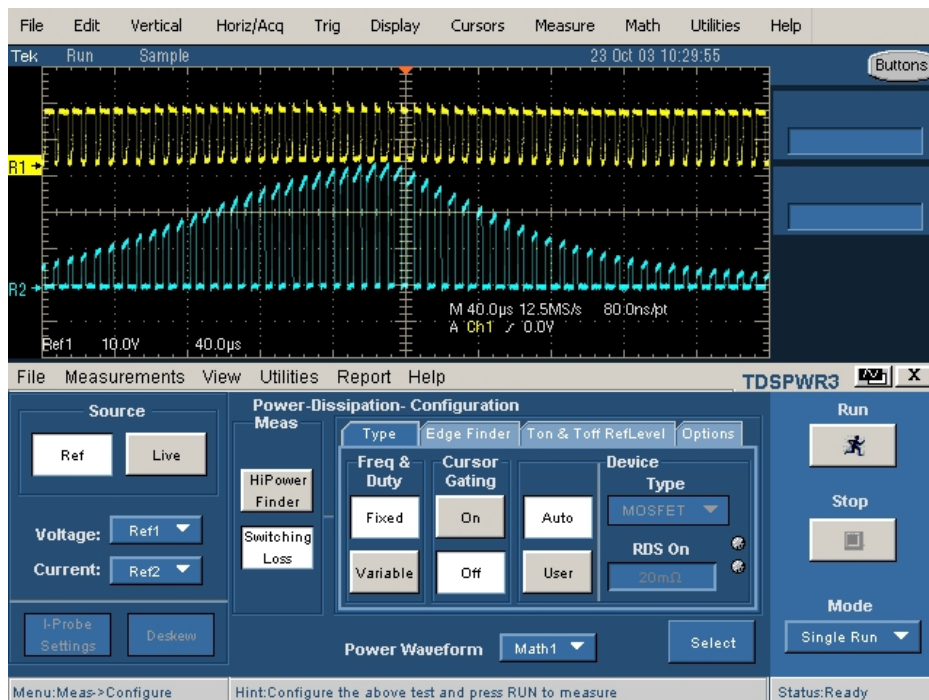 File Edit Vertical Horiz/Acq Trig Display Cursors Measure Math Utilities Help
Tek Run Sample 23 Oct 03 10:29:55
Buttons
R1
R2
M 40.0µs 12.5MS/s 80.0ns/pt
A Ch1 0.0V
Ref1 10.0V 40.0µs
File Measurements View Utilities Report Help
TDSPWR3
X
Source
Ref Live
Voltage: Ref1
Current: Ref2
I-Probe Settings
Deskew
Power-Dissipation- Configuration
Meas
HiPower Finder
Switching Loss
Type Edge Finder Ton & Toff RefLevel Options
Freq & Duty
Fixed
Variable
Cursor Gating
On
Off
Auto
User
Device
Type
MOSFET
RDS On
20mΩ
Power Waveform Math1
Select
Run
Stop
Mode
Single Run
Menu:Meas->Configure
Hint:Configure the above test and press RUN to measure
Status:Ready